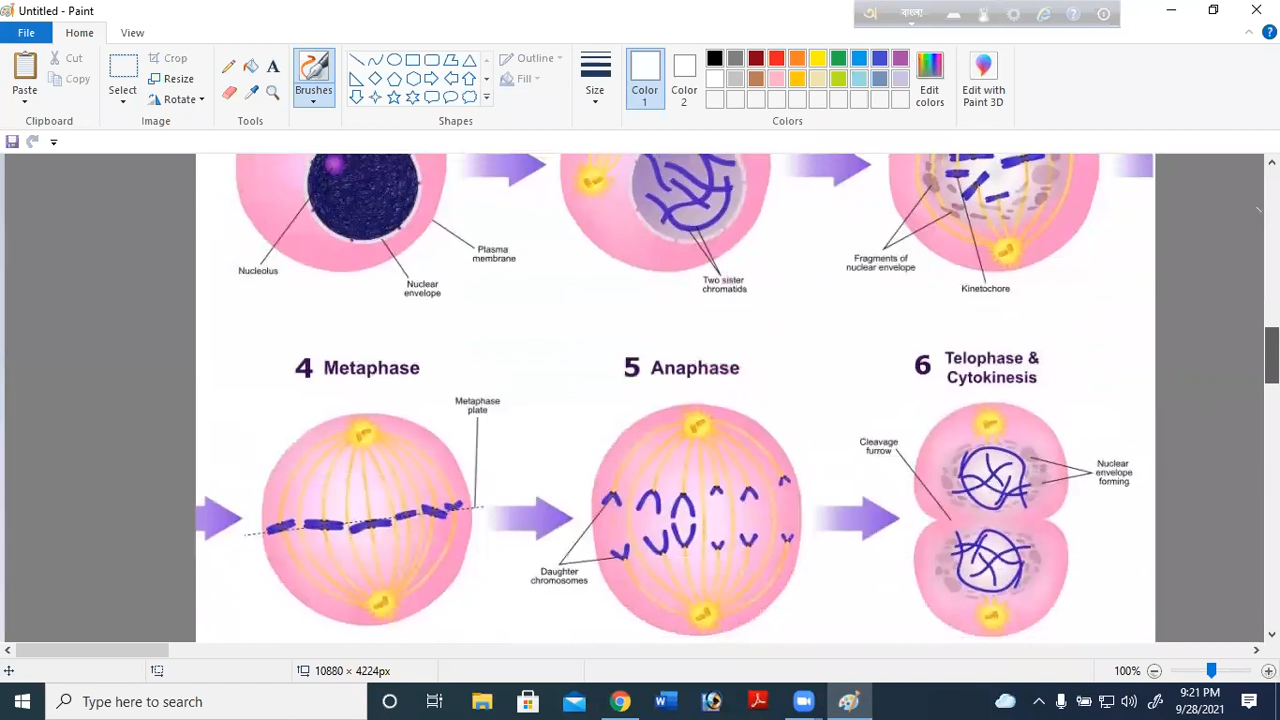 Untitled - Paint
বাংলা
File
Home
View
Paste
Cut
Copy
Clipboard
Select
Crop
Resize
Rotate
Image
A
Tools
Brushes
Outline
Fill
Shapes
Size
Color 1
Color 2
Edit colors
Colors
Edit with Paint 3D
Nucleolus
Nuclear envelope
Plasma membrane
Two sister chromatids
Fragments of nuclear envelope
Kinetochore
4 Metaphase
5 Anaphase
6 Telophase & Cytokinesis
Metaphase plate
Daughter chromosomes
Cleavage furrow
Nuclear envelope forming
10880 × 4224px
100%
Type here to search
9:21 PM
9/28/2021